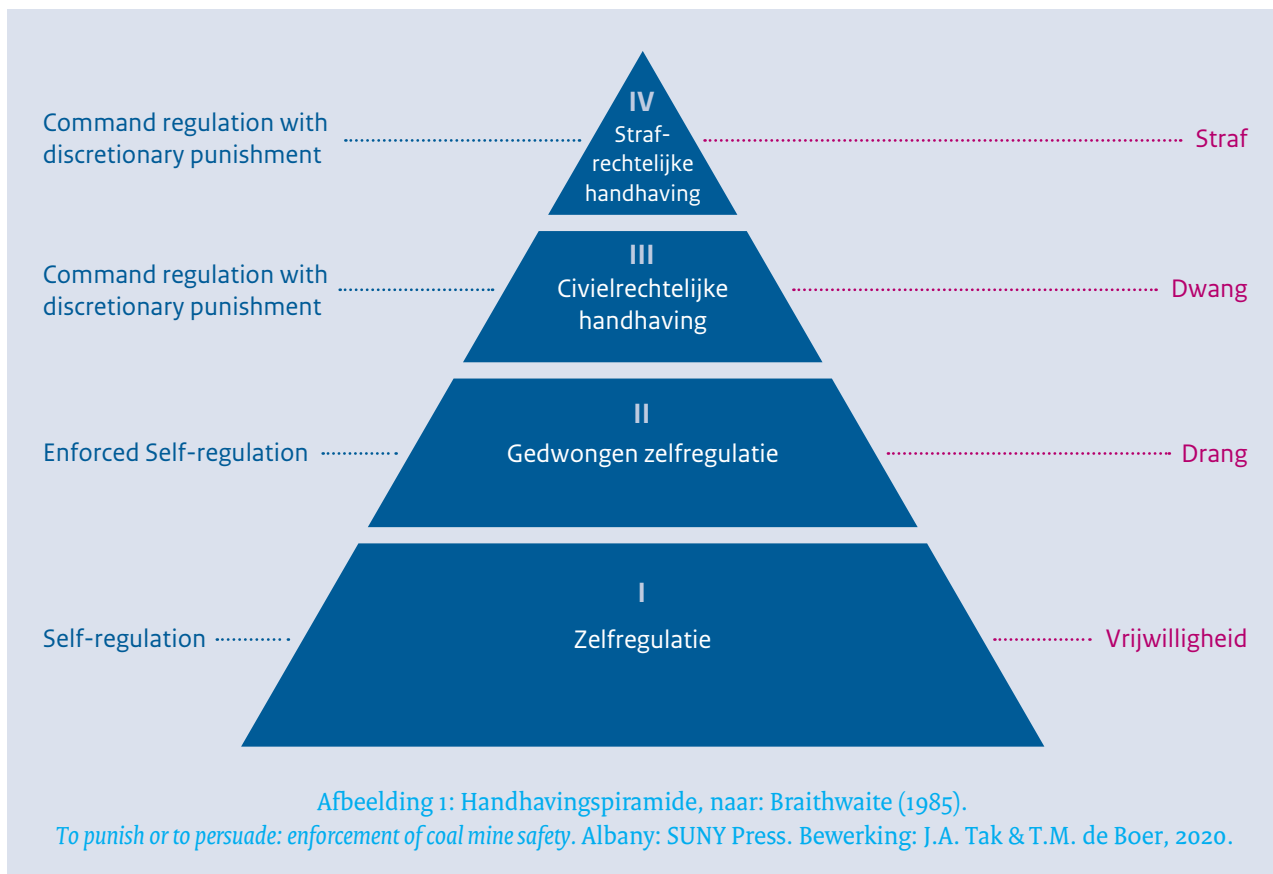 Command regulation with
discretionary punishment
IV
Straf-
rechtelijke
handhaving
Straf
Command regulation with
discretionary punishment
III
Civielrechtelijke
handhaving
Dwang
Enforced Self-regulation
II
Gedwongen zelfregulatie
Drang
Self-regulation
I
Zelfregulatie
Vrijwilligheid
Afbeelding 1: Handhavingspiramide, naar: Braithwaite (1985).
To punish or to persuade: enforcement of coal mine safety. Albany: SUNY Press. Bewerking: J.A. Tak & T.M. de Boer, 2020.